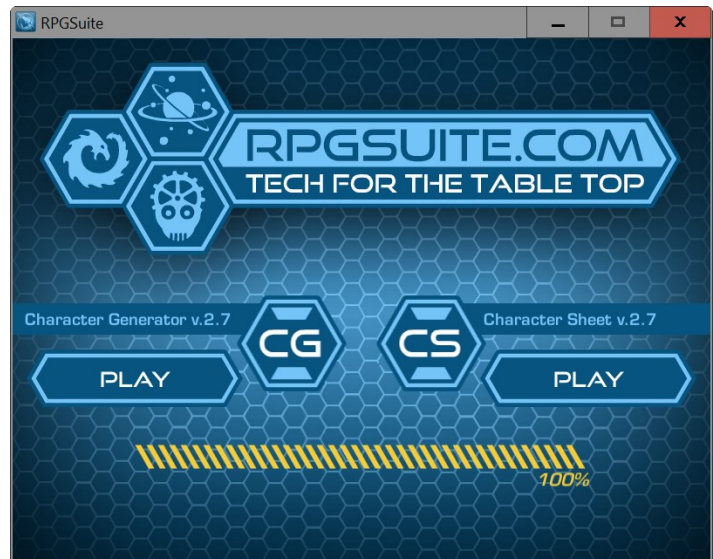 RPGSuite
RPGSUITE.COM
TECH FOR THE TABLE TOP
Character Generator v.2.7
CG
PLAY
CS
Character Sheet v.2.7
PLAY
100%